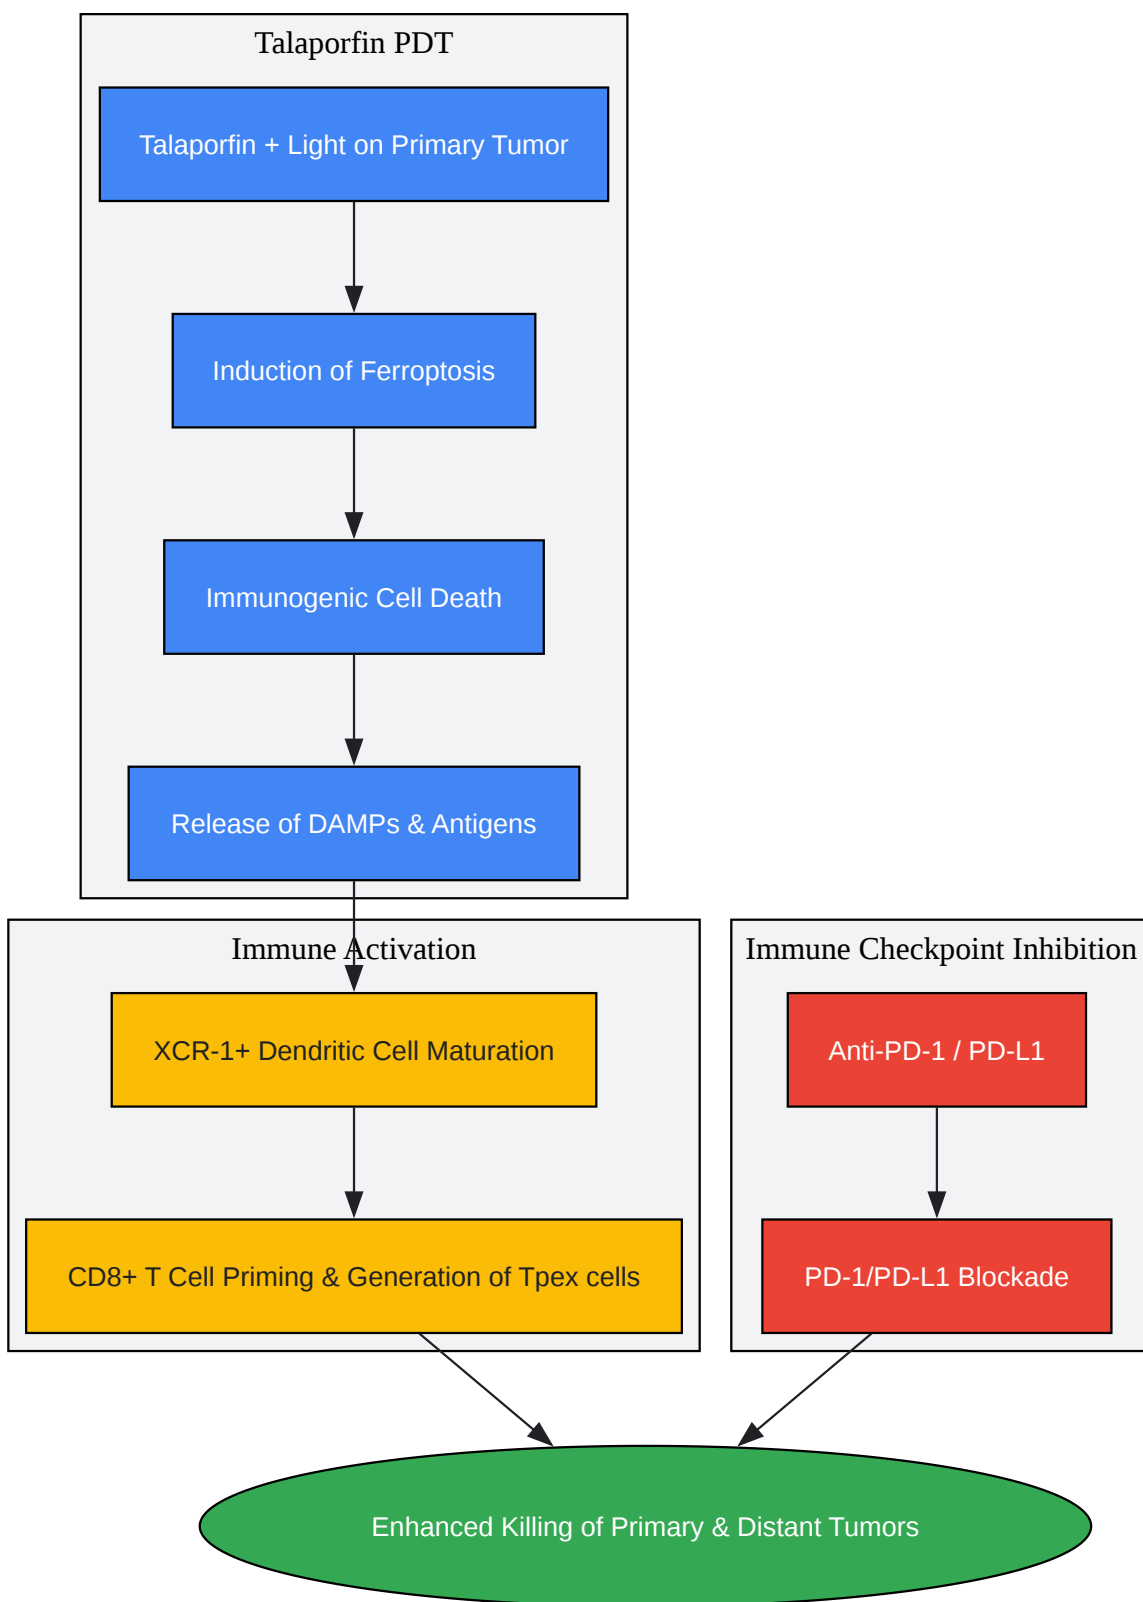 Talaporfin PDT
Talaporfin + Light on Primary Tumor
Induction of Ferroptosis
Immunogenic Cell Death
Release of DAMPs & Antigens
Immune Activation
XCR-1+ Dendritic Cell Maturation
CD8+ T Cell Priming & Generation of Tpex cells
Immune Checkpoint Inhibition
Anti-PD-1 / PD-L1
PD-1/PD-L1 Blockade
Enhanced Killing of Primary & Distant Tumors